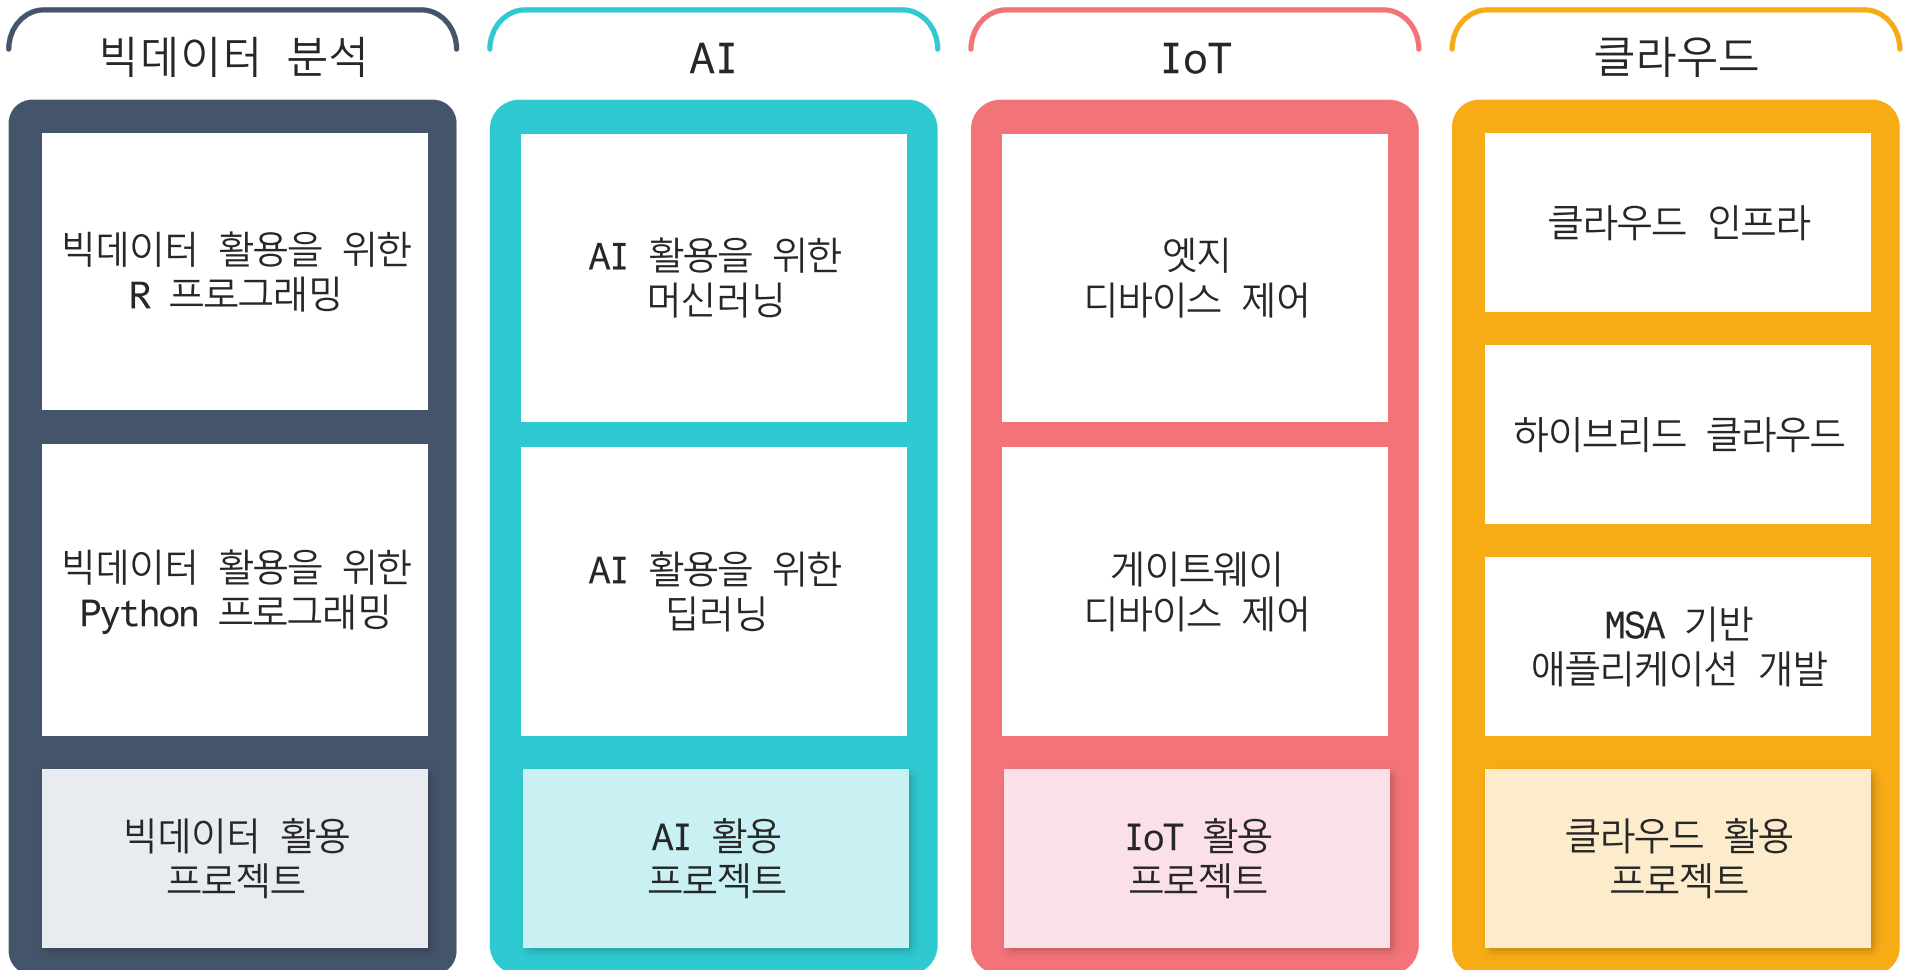 빅데이터 분석
빅데이터 활용을 위한
R 프로그래밍
빅데이터 활용을 위한
Python 프로그래밍
빅데이터 활용
프로젝트
AI
AI 활용을 위한
머신러닝
AI 활용을 위한
딥러닝
AI 활용
프로젝트
IoT
엣지
디바이스 제어
게이트웨이
디바이스 제어
IoT 활용
프로젝트
클라우드
클라우드 인프라
하이브리드 클라우드
MSA 기반
애플리케이션 개발
클라우드 활용
프로젝트